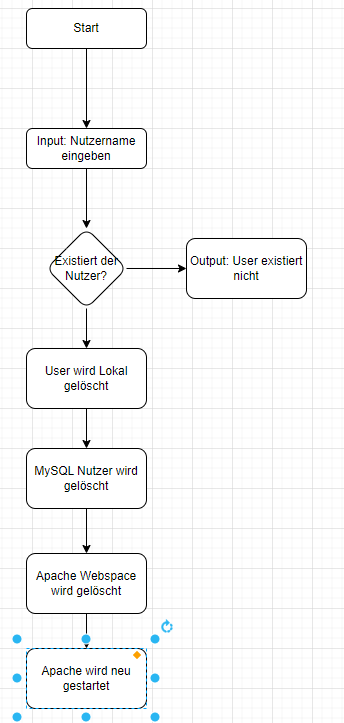 Start
Input: Nutzername
eingeben
Existiert der
Nutzer?
Output: User existiert
nicht
User wird Lokal
gelöscht
MySQL Nutzer wird
gelöscht
Apache Webspace
wird gelöscht
Apache wird neu
gestartet